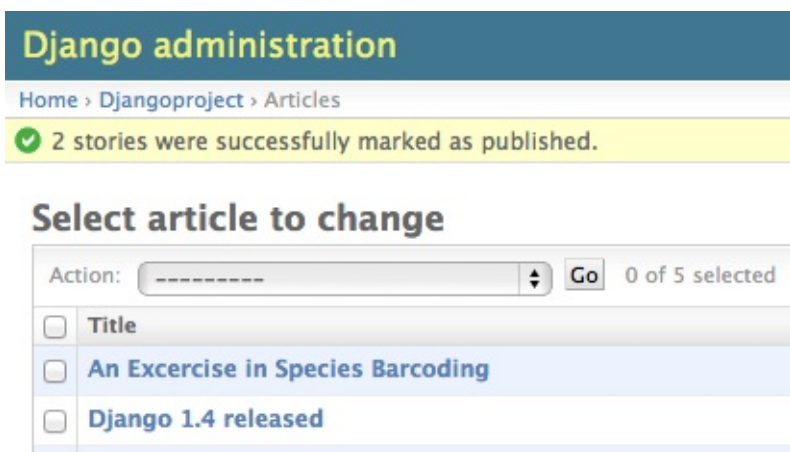 Django administration
Home › Djangoproject › Articles
2 stories were successfully marked as published.
Select article to change
Action: --------- Go 0 of 5 selected
Title
An Excercise in Species Barcoding
Django 1.4 released